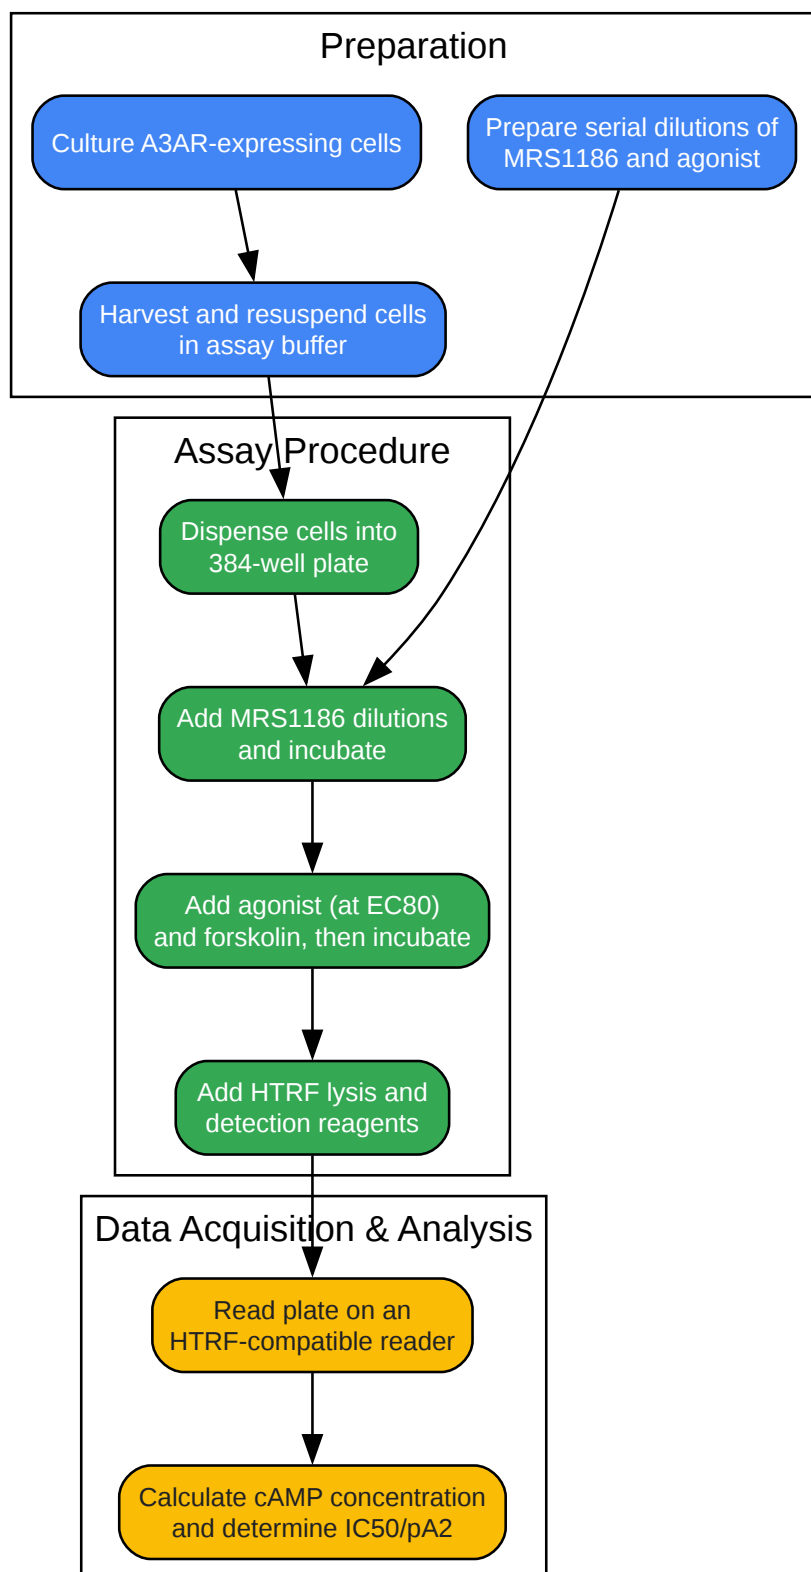 Preparation
Culture A3AR-expressing cells
Prepare serial dilutions of
MRS1186 and agonist
Harvest and resuspend cells
in assay buffer
Assay Procedure
Dispense cells into
384-well plate
Add MRS1186 dilutions
and incubate
Add agonist (at EC80)
and forskolin, then incubate
Add HTRF lysis and
detection reagents
Data Acquisition & Analysis
Read plate on an
HTRF-compatible reader
Calculate cAMP concentration
and determine IC50/pA2